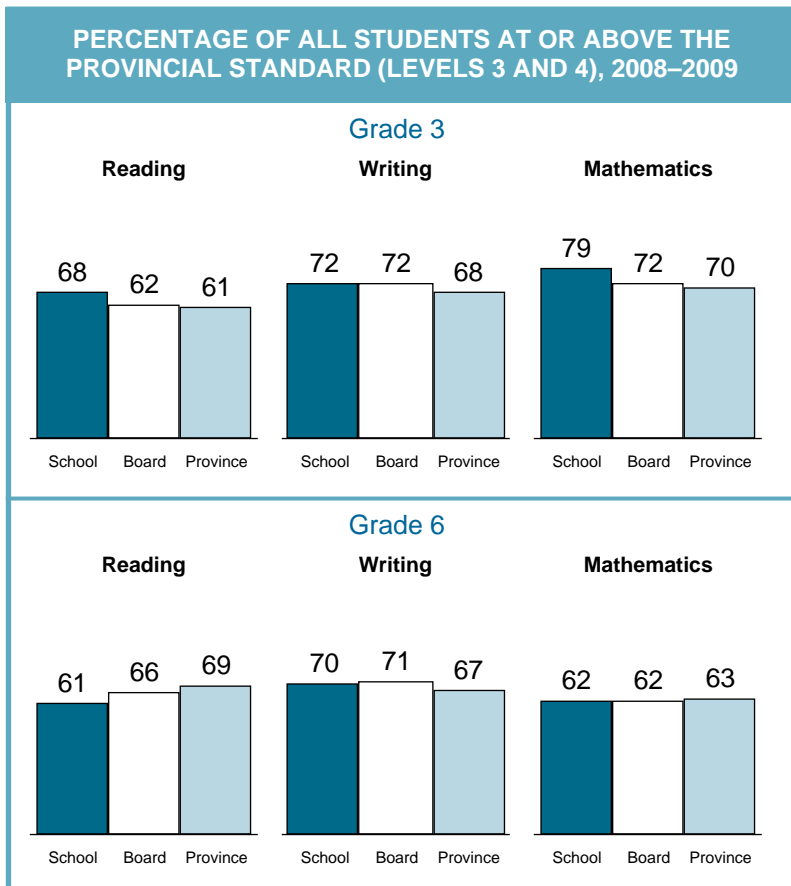 PERCENTAGE OF ALL STUDENTS AT OR ABOVE THE
PROVINCIAL STANDARD (LEVELS 3 AND 4), 2008–2009
Grade 3
Reading Writing Mathematics
68 62 61 72 72 68 79 72 70
School Board Province School Board Province School Board Province
Grade 6
Reading Writing Mathematics
61 66 69 70 71 67 62 62 63
School Board Province School Board Province School Board Province